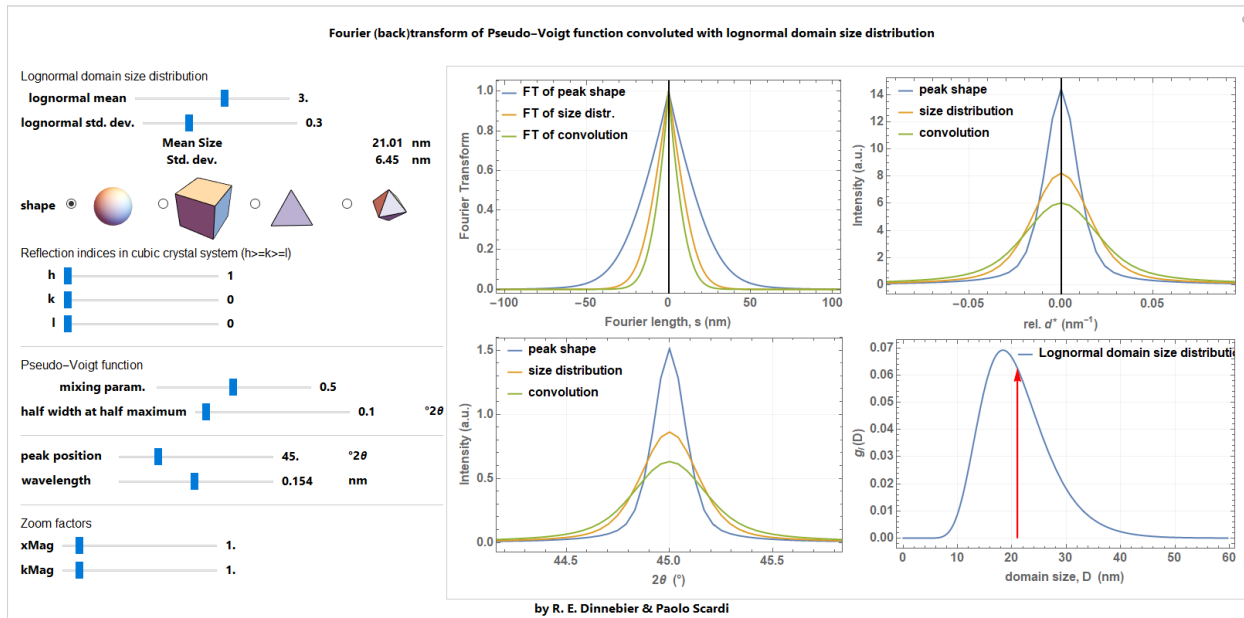 Fourier (back)transform of Pseudo-Voigt function convoluted with lognormal domain size distribution
Lognormal domain size distribution
lognormal mean 3.
lognormal std. dev. 0.3
Mean Size 21.01 nm
Std. dev. 6.45 nm
shape
Reflection indices in cubic crystal system (h>=k>=l)
h 1
k 0
l 0
Pseudo-Voigt function
mixing param. 0.5
half width at half maximum 0.1 °2θ
peak position 45. °2θ
wavelength 0.154 nm
Zoom factors
xMag 1.
kMag 1.
FT of peak shape
FT of size distr.
FT of convolution
1.0
0.8
0.6
0.4
0.2
0.0
Fourier Transform
-100 -50 0 50 100
Fourier length, s (nm)
peak shape
size distribution
convolution
14
12
10
8
6
4
2
0
Intensity (a.u.)
-0.05 0.00 0.05
rel. d* (nm⁻¹)
peak shape
size distribution
convolution
1.5
1.0
0.5
0.0
Intensity (a.u.)
44.5 45.0 45.5
2θ (°)
Lognormal domain size distributi
0.07
0.06
0.05
0.04
0.03
0.02
0.01
0.00
gₗ(D)
0 10 20 30 40 50 60
domain size, D (nm)
by R. E. Dinnebier & Paolo Scardi